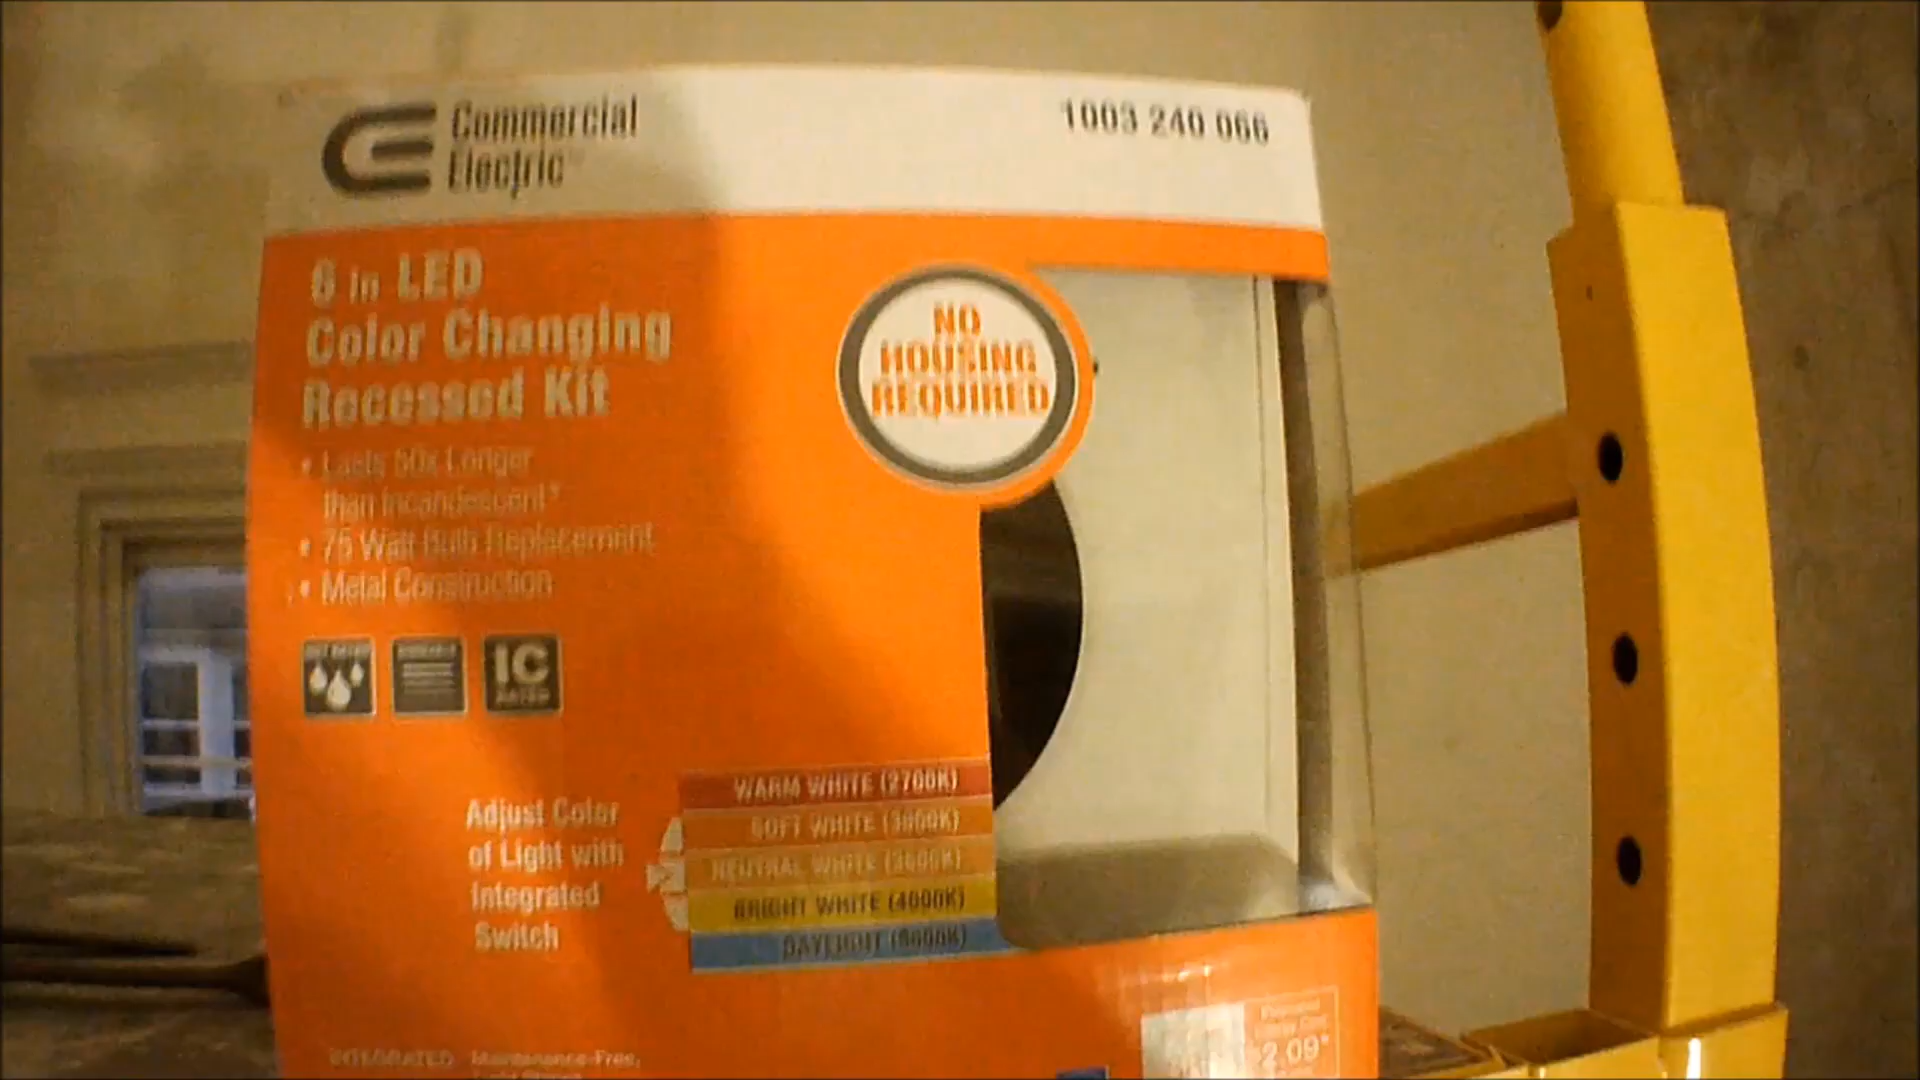 Commercial
Electric
1003 240 066
6 in LED
Color Changing
Recessed Kit
NO
HOUSING
REQUIRED
• Lasts 50x Longer
than Incandescent*
• 75 Watt Bulb Replacement
• Metal Construction
IC
RATED
Adjust Color
of Light with
Integrated
Switch
WARM WHITE (2700K)
SOFT WHITE (3000K)
NEUTRAL WHITE (3500K)
BRIGHT WHITE (4000K)
DAYLIGHT (5000K)
INTEGRATED
Maintenance-Free,
2.09*